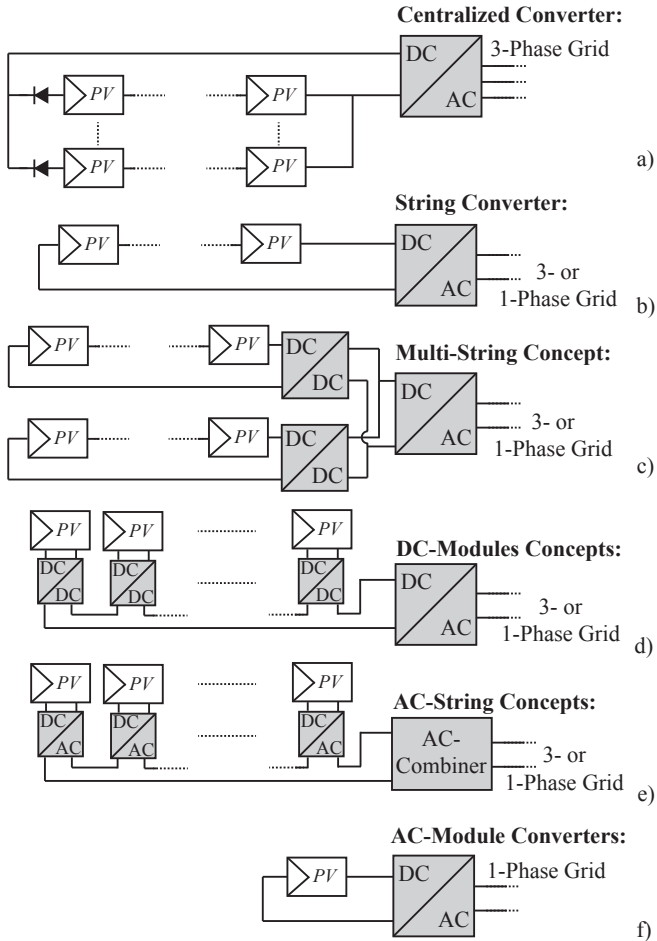 Centralized Converter:
DC
3-Phase Grid
PV
PV
AC
PV
PV
a)
String Converter:
PV
PV
DC
AC
3- or
1-Phase Grid
b)
Multi-String Concept:
PV
PV
DC
DC
DC
AC
3- or
1-Phase Grid
PV
PV
DC
DC
c)
PV
PV
PV
DC-Modules Concepts:
DC
DC
DC
DC
DC
DC
DC
AC
3- or
1-Phase Grid
d)
PV
PV
PV
AC-String Concepts:
DC
AC
DC
AC
DC
AC
AC-
Combiner
3- or
1-Phase Grid
e)
AC-Module Converters:
PV
DC
AC
1-Phase Grid
f)